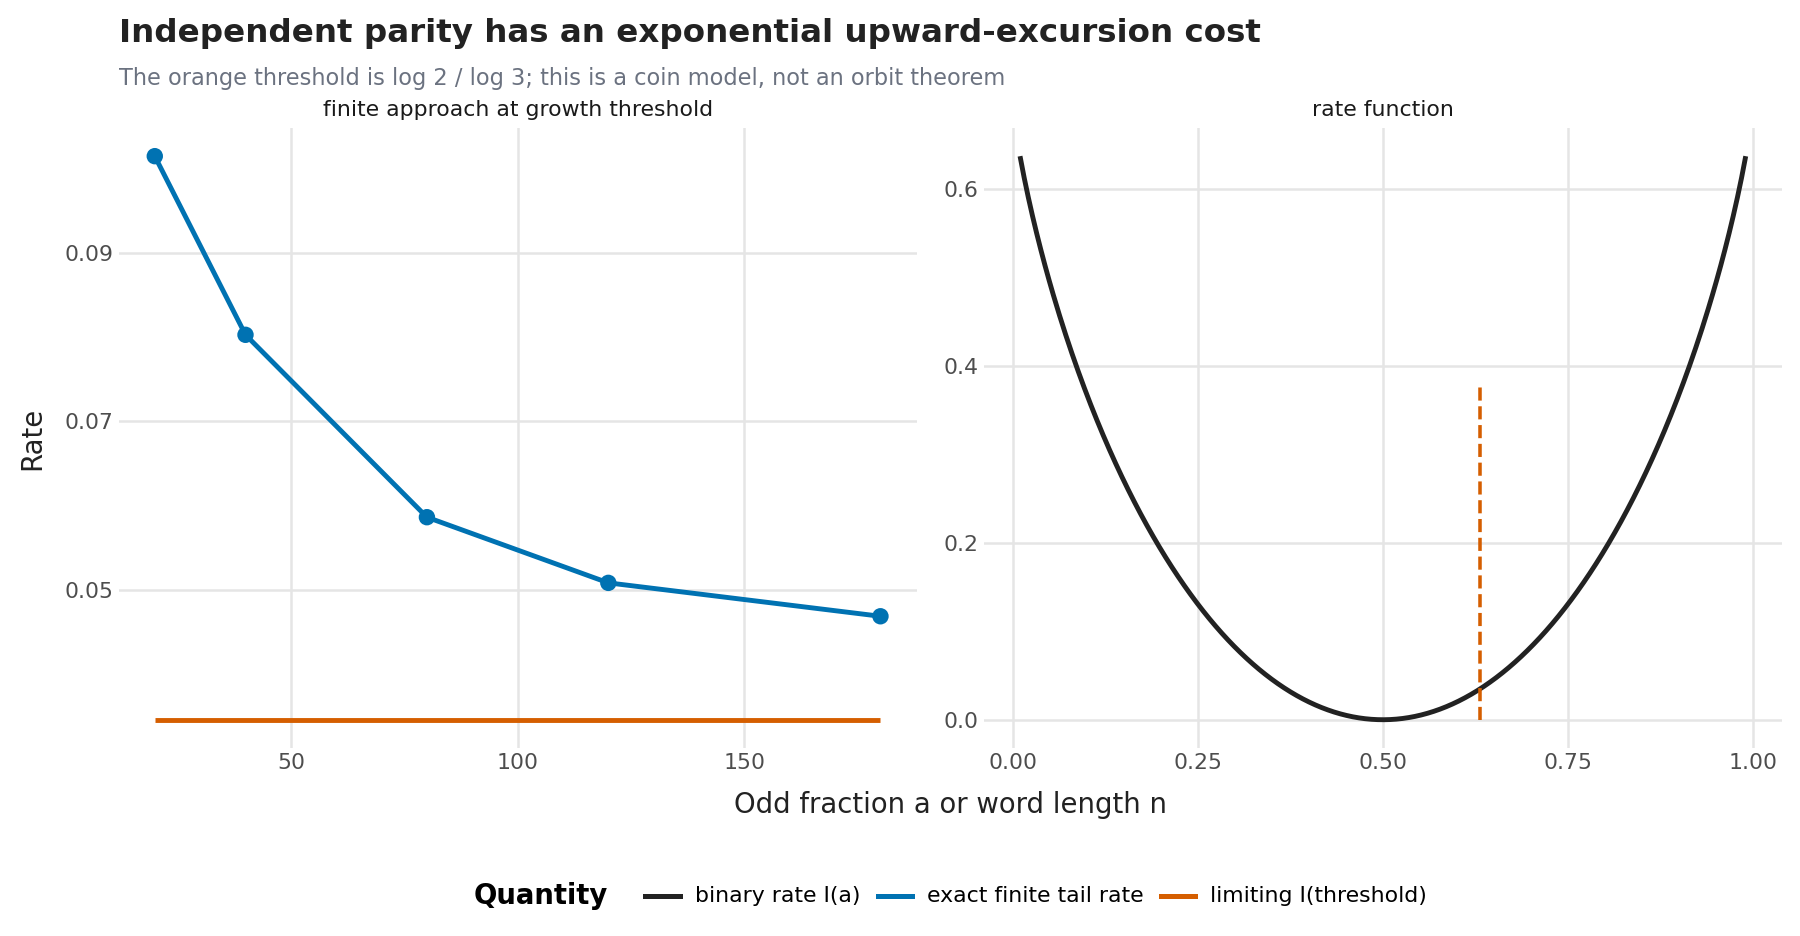 Independent parity has an exponential upward-excursion cost
The orange threshold is log 2 / log 3; this is a coin model, not an orbit theorem
finite approach at growth threshold
rate function
Rate
0.09
0.07
0.05
50 100 150
0.6
0.4
0.2
0.0
0.00 0.25 0.50 0.75 1.00
Odd fraction a or word length n
Quantity binary rate I(a) exact finite tail rate limiting I(threshold)